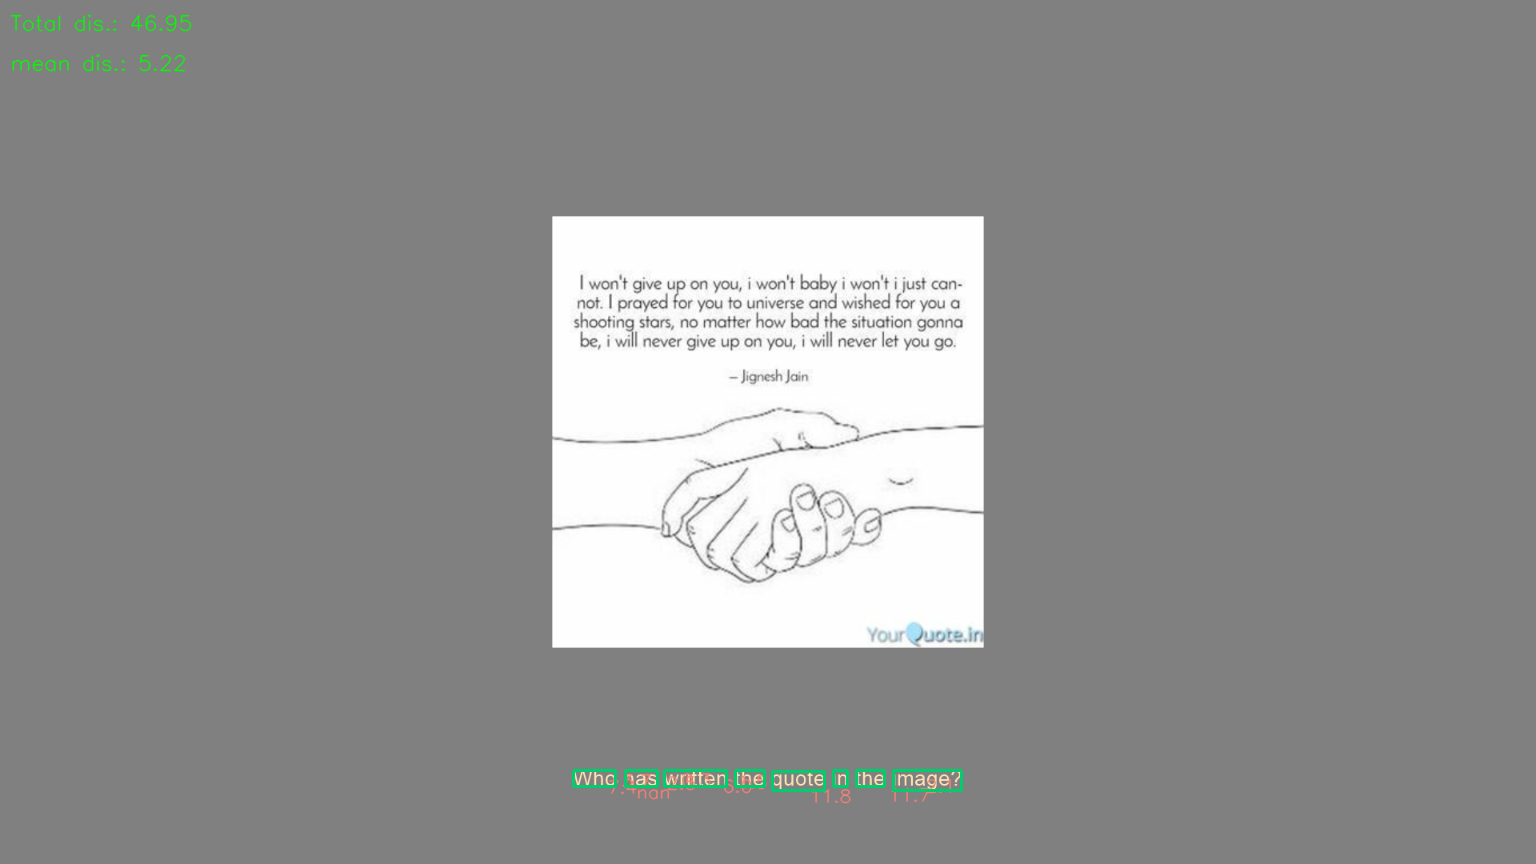 Total dis.: 46.95
mean dis.: 5.22
I won't give up on you, i won't baby i won't i just can-
not. I prayed for you to universe and wished for you a
shooting stars, no matter how bad the situation gonna
be, i will never give up on you, i will never let you go.
– Jignesh Jain
YourQuote.in
Who has written the quote in the mage?
nan 11.8